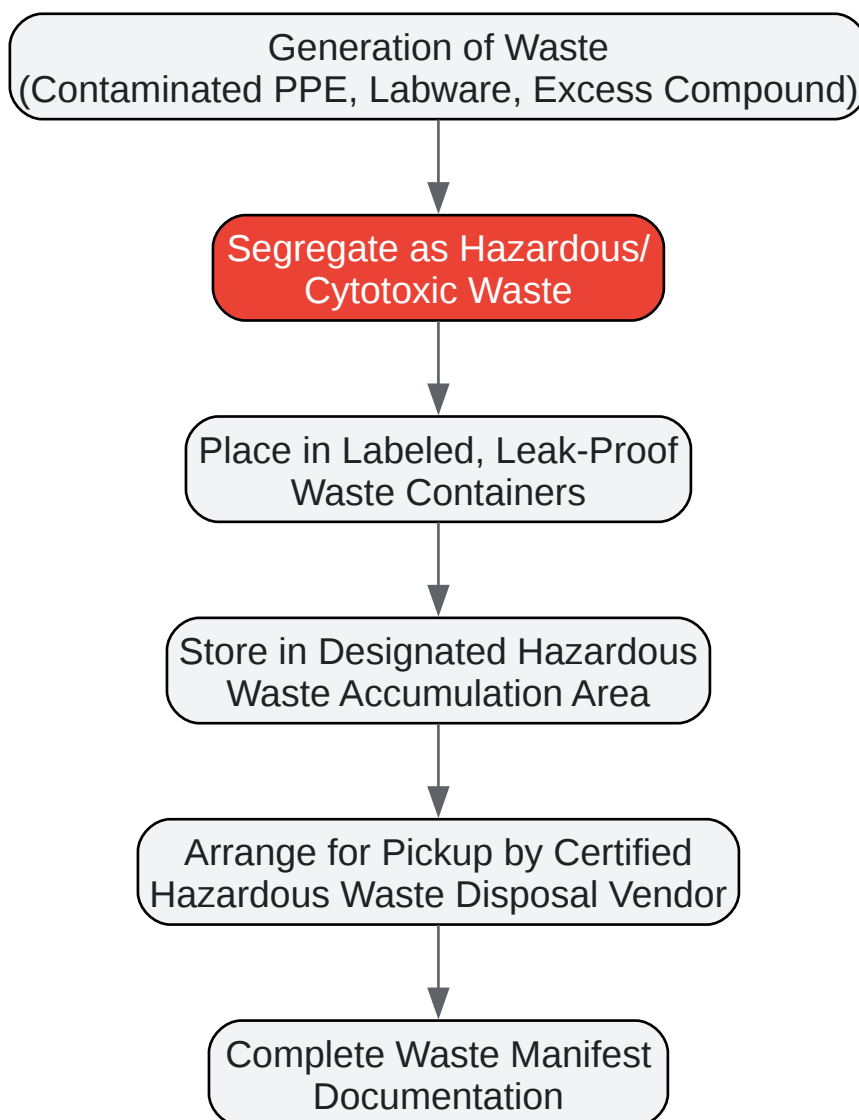 Generation of Waste
(Contaminated PPE, Labware, Excess Compound)
Segregate as Hazardous/
Cytotoxic Waste
Place in Labeled, Leak-Proof
Waste Containers
Store in Designated Hazardous
Waste Accumulation Area
Arrange for Pickup by Certified
Hazardous Waste Disposal Vendor
Complete Waste Manifest
Documentation